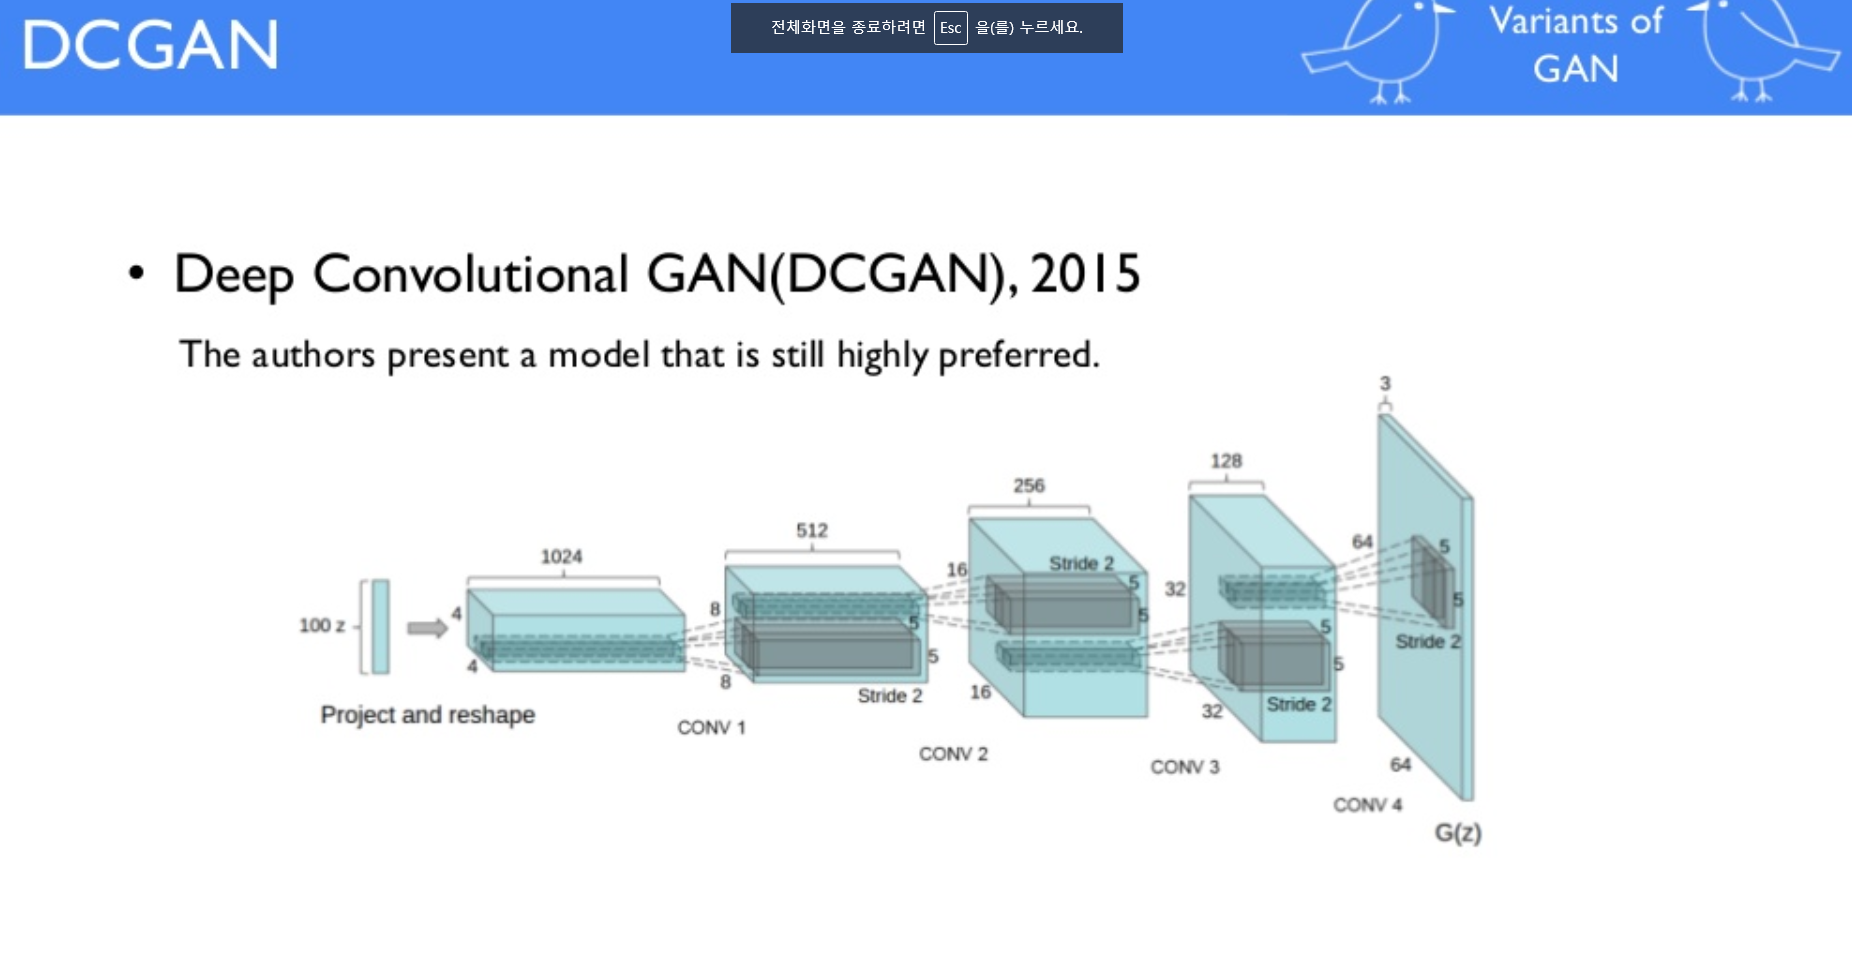 DCGAN
전체화면을 종료하려면 Esc 을(를) 누르세요.
Variants of
GAN
• Deep Convolutional GAN(DCGAN), 2015
The authors present a model that is still highly preferred.
3
128
256
512
1024
64
5
16
Stride 2
5
32
5
8
5
5
4
100 z
5
5
Stride 2
4
5
5
8
Stride 2
16
32
Stride 2
Project and reshape
CONV 1
CONV 2
CONV 3
64
CONV 4
G(z)